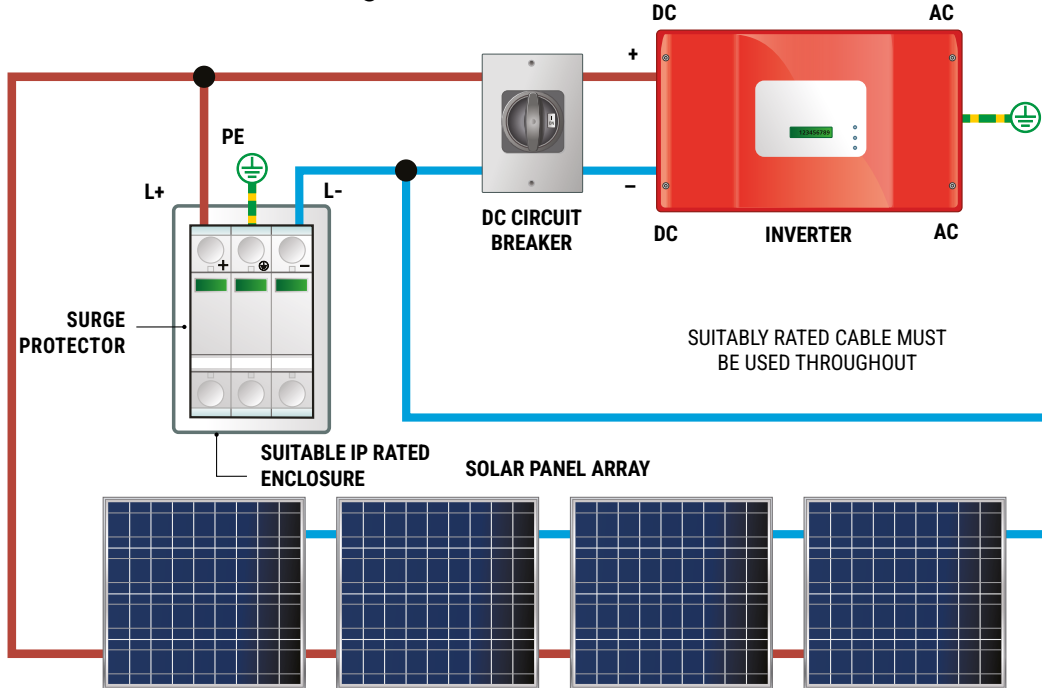 DC
AC
+
PE
L+
L-
–
DC CIRCUIT
BREAKER
123456789
DC
INVERTER
AC
+
–
SURGE
PROTECTOR
SUITABLY RATED CABLE MUST
BE USED THROUGHOUT
SUITABLE IP RATED
ENCLOSURE
SOLAR PANEL ARRAY